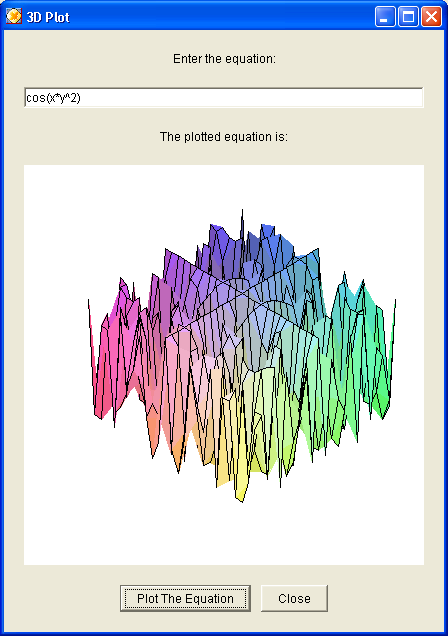 3D Plot
Enter the equation:
cos(x*y^2)
The plotted equation is:
Plot The Equation
Close